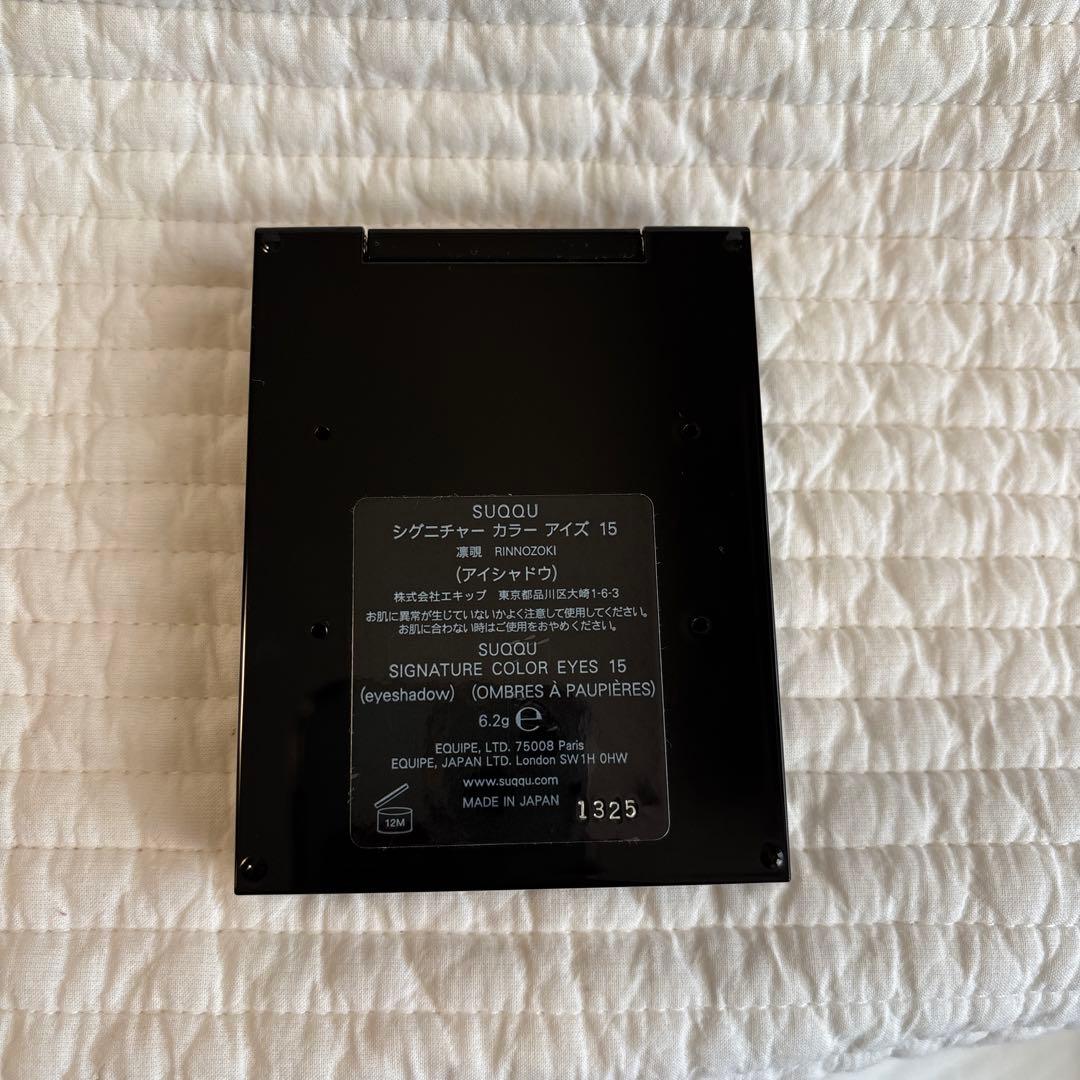 SUQQU
シグニチャー カラー アイズ 15
凛覗 RINNOZOKI
(アイシャドウ)
株式会社エキップ 東京都品川区大崎1-6-3
お肌に異常が生じていないかよく注意して使用してください。
お肌に合わない時はご使用をおやめください。
SUQQU
SIGNATURE COLOR EYES 15
(eyeshadow) (OMBRES À PAUPIÈRES)
6.2g ℮
EQUIPE, LTD. 75008 Paris
EQUIPE, JAPAN LTD. London SW1H 0HW
www.suqqu.com
MADE IN JAPAN
1325
12M